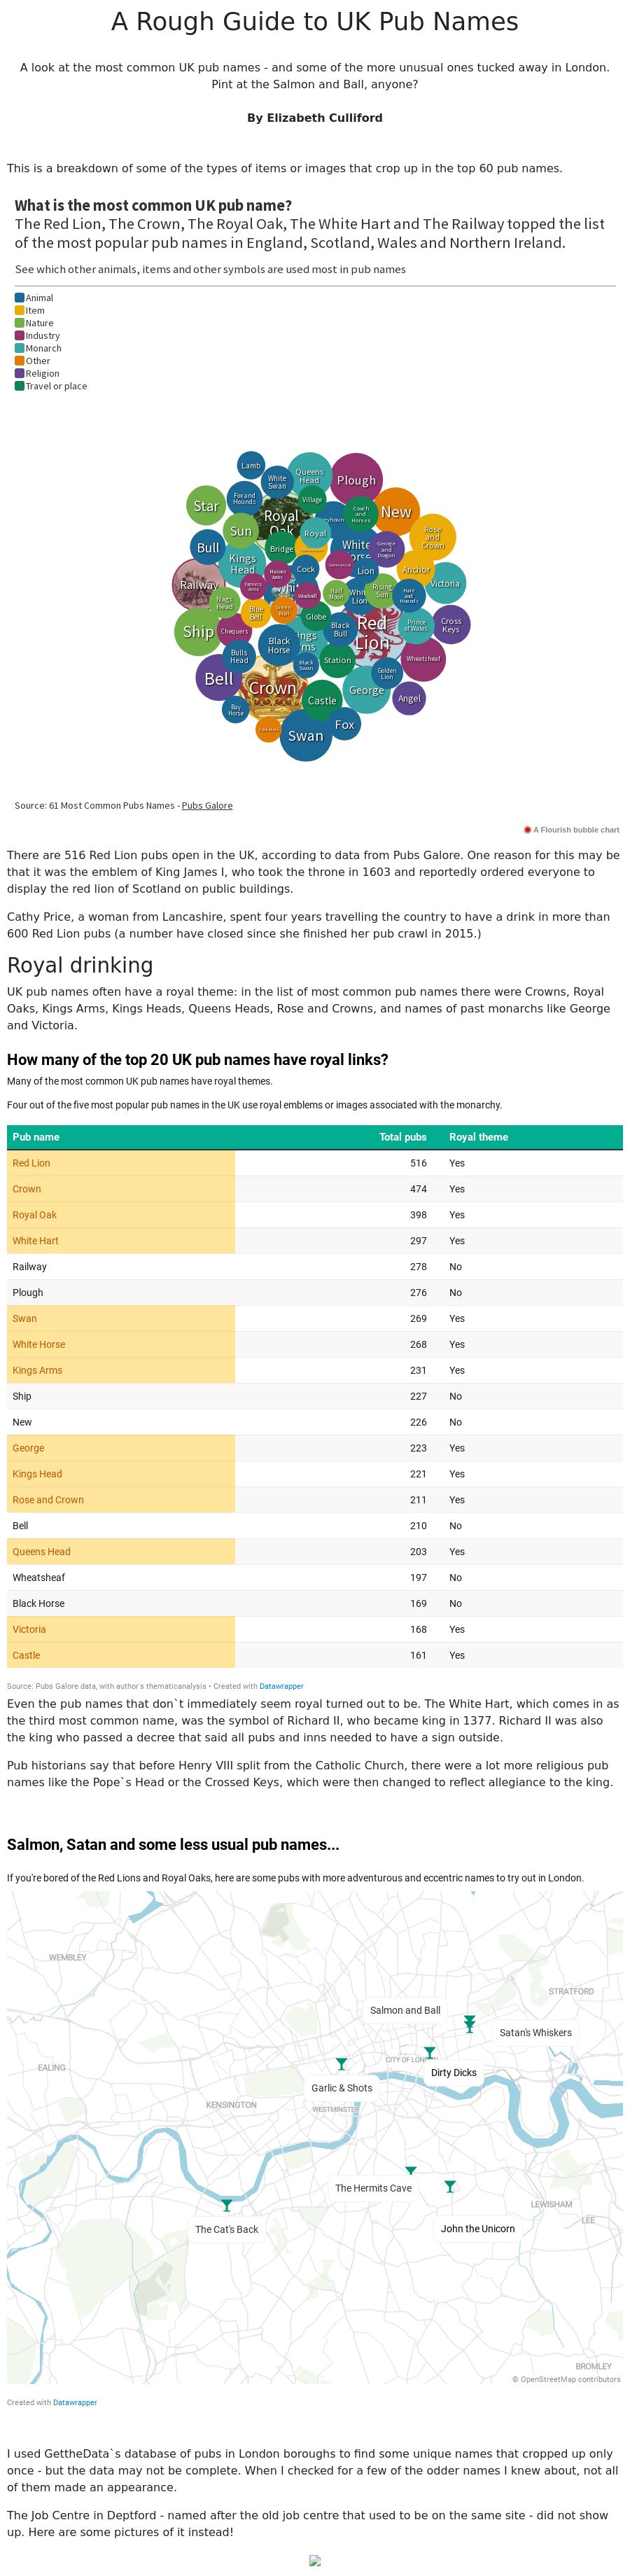 A Rough Guide to UK Pub Names
A look at the most common UK pub names - and some of the more unusual ones tucked away in London.
Pint at the Salmon and Ball, anyone?
By Elizabeth Culliford
This is a breakdown of some of the types of items or images that crop up in the top 60 pub names.
What is the most common UK pub name?
The Red Lion, The Crown, The Royal Oak, The White Hart and The Railway topped the list
of the most popular pub names in England, Scotland, Wales and Northern Ireland.
See which other animals, items and other symbols are used most in pub names
Animal
Item
Nature
Industry
Monarch
Other
Religion
Travel or place
Lamb
Queens
Head
White
Swan
Plough
Star
Fox and
Hounds
Village
Coach
and
Horses
New
Royal
Oak
Sun
Royal
Rose
and
Crown
Bull
Bridge
White
George
and
Dragon
Kings
Head
Cock
Lion
Anchor
Railway
Masons
Arms
Farmers
Arms
Victoria
Nags
Head
Windmill
Half
Moon
Rising
Sun
Hare
and
Hounds
Blue
Bell
Green
Man
Globe
Ship
Chequers
Black
Bull
Red
Lion
Prince
of Wales
Cross
Keys
Bulls
Head
Black
Horse
Black
Swan
Station
Wheatsheaf
Bell
Crown
Golden
Lion
Castle
George
Angel
Bay
Horse
Swan
Fox
Source: 61 Most Common Pubs Names - Pubs Galore
A Flourish bubble chart
There are 516 Red Lion pubs open in the UK, according to data from Pubs Galore. One reason for this may be
that it was the emblem of King James I, who took the throne in 1603 and reportedly ordered everyone to
display the red lion of Scotland on public buildings.
Cathy Price, a woman from Lancashire, spent four years travelling the country to have a drink in more than
600 Red Lion pubs (a number have closed since she finished her pub crawl in 2015.)
Royal drinking
UK pub names often have a royal theme: in the list of most common pub names there were Crowns, Royal
Oaks, Kings Arms, Kings Heads, Queens Heads, Rose and Crowns, and names of past monarchs like George
and Victoria.
How many of the top 20 UK pub names have royal links?
Many of the most common UK pub names have royal themes.
Four out of the five most popular pub names in the UK use royal emblems or images associated with the monarchy.
Pub name Total pubs Royal theme
Red Lion 516 Yes
Crown 474 Yes
Royal Oak 398 Yes
White Hart 297 Yes
Railway 278 No
Plough 276 No
Swan 269 Yes
White Horse 268 Yes
Kings Arms 231 Yes
Ship 227 No
New 226 No
George 223 Yes
Kings Head 221 Yes
Rose and Crown 211 Yes
Bell 210 No
Queens Head 203 Yes
Wheatsheaf 197 No
Black Horse 169 No
Victoria 168 Yes
Castle 161 Yes
Source: Pubs Galore data, with author's thematicanalysis • Created with Datawrapper
Even the pub names that don`t immediately seem royal turned out to be. The White Hart, which comes in as
the third most common name, was the symbol of Richard II, who became king in 1377. Richard II was also
the king who passed a decree that said all pubs and inns needed to have a sign outside.
Pub historians say that before Henry VIII split from the Catholic Church, there were a lot more religious pub
names like the Pope`s Head or the Crossed Keys, which were then changed to reflect allegiance to the king.
Salmon, Satan and some less usual pub names...
If you're bored of the Red Lions and Royal Oaks, here are some pubs with more adventurous and eccentric names to try out in London.
WEMBLEY
STRATFORD
Salmon and Ball
Satan's Whiskers
CITY OF LONDON
EALING
Dirty Dicks
Garlic & Shots
KENSINGTON
WESTMINSTER
The Hermits Cave
LEWISHAM
LEE
The Cat's Back
John the Unicorn
BROMLEY
© OpenStreetMap contributors
Created with Datawrapper
I used GettheData`s database of pubs in London boroughs to find some unique names that cropped up only
once - but the data may not be complete. When I checked for a few of the odder names I knew about, not all
of them made an appearance.
The Job Centre in Deptford - named after the old job centre that used to be on the same site - did not show
up. Here are some pictures of it instead!